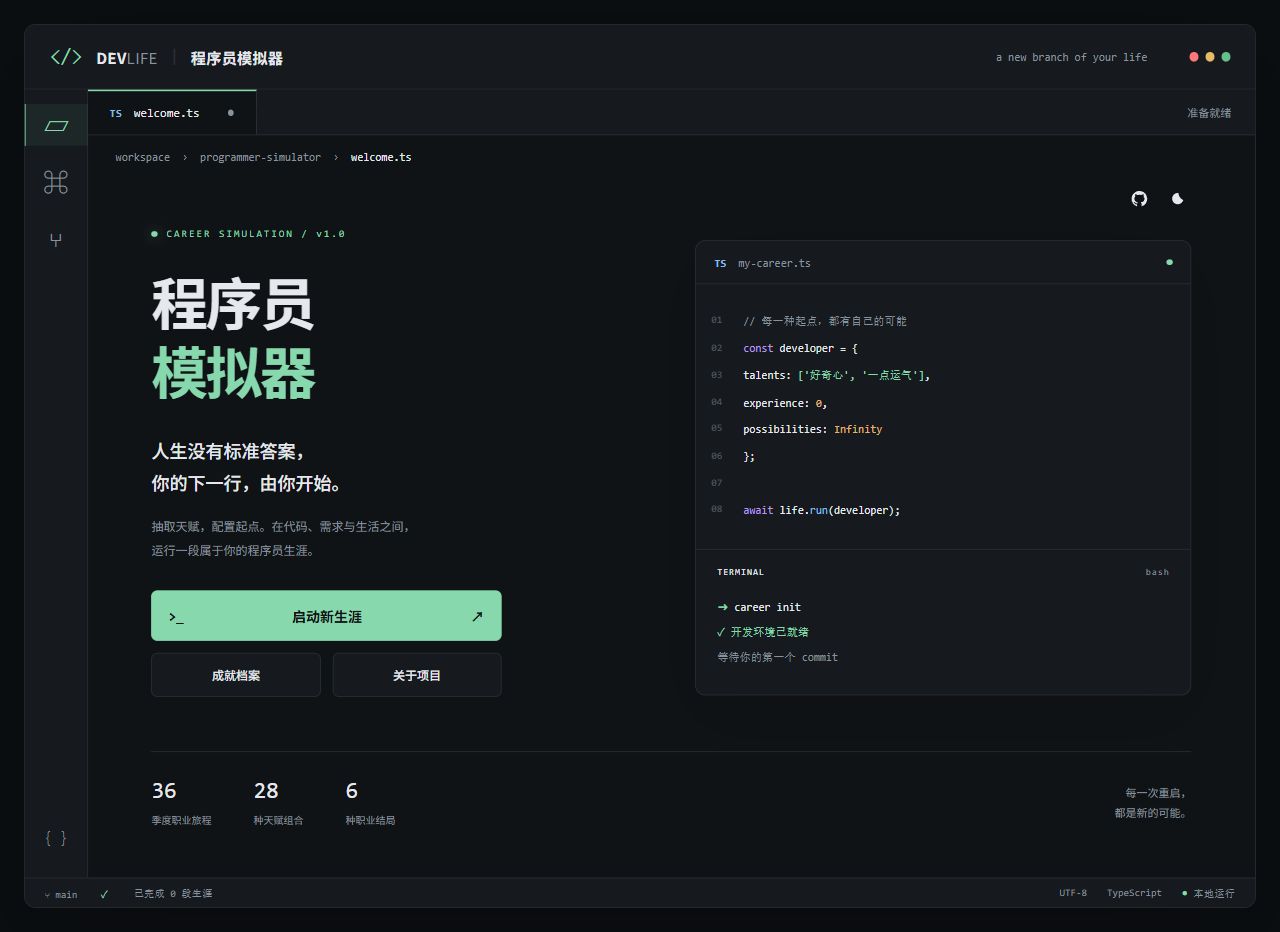 </> DEVLIFE 程序员模拟器
a new branch of your life
TS welcome.ts
准备就绪
workspace › programmer-simulator › welcome.ts
CAREER SIMULATION / v1.0
程序员
模拟器
人生没有标准答案，
你的下一行，由你开始。
抽取天赋，配置起点。在代码、需求与生活之间，
运行一段属于你的程序员生涯。
>_ 启动新生涯 ↗
成就档案
关于项目
TS my-career.ts
01 // 每一种起点，都有自己的可能
02 const developer = {
03 talents: ['好奇心', '一点运气'],
04 experience: 0,
05 possibilities: Infinity
06 };
07
08 await life.run(developer);
TERMINAL
bash
➜ career init
✓ 开发环境已就绪
等待你的第一个 commit
36
季度职业旅程
28
种天赋组合
6
种职业结局
每一次重启，
都是新的可能。
{ }
⑂ main ✓ 已完成 0 段生涯
UTF-8 TypeScript 本地运行